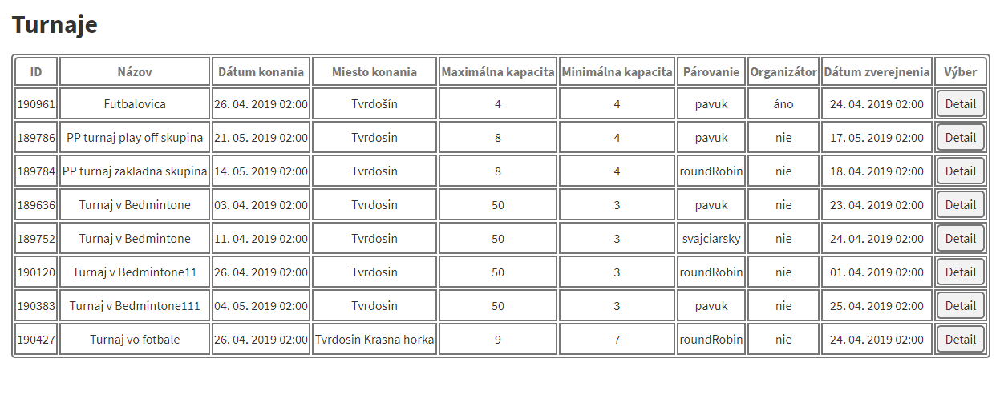 Turnaje
ID Názov Dátum konania Miesto konania Maximálna kapacita Minimálna kapacita Párovanie Organizátor Dátum zverejnenia Výber
190961 Futbalovica 26. 04. 2019 02:00 Tvrdošín 4 4 pavuk áno 24. 04. 2019 02:00 Detail
189786 PP turnaj play off skupina 21. 05. 2019 02:00 Tvrdosin 8 4 pavuk nie 17. 05. 2019 02:00 Detail
189784 PP turnaj zakladna skupina 14. 05. 2019 02:00 Tvrdosin 8 4 roundRobin nie 18. 04. 2019 02:00 Detail
189636 Turnaj v Bedmintone 03. 04. 2019 02:00 Tvrdosin 50 3 pavuk nie 23. 04. 2019 02:00 Detail
189752 Turnaj v Bedmintone 11. 04. 2019 02:00 Tvrdosin 50 3 svajciarsky nie 24. 04. 2019 02:00 Detail
190120 Turnaj v Bedmintone11 26. 04. 2019 02:00 Tvrdosin 50 3 roundRobin nie 01. 04. 2019 02:00 Detail
190383 Turnaj v Bedmintone111 04. 05. 2019 02:00 Tvrdosin 50 3 pavuk nie 25. 04. 2019 02:00 Detail
190427 Turnaj vo fotbale 26. 04. 2019 02:00 Tvrdosin Krasna horka 9 7 roundRobin nie 24. 04. 2019 02:00 Detail